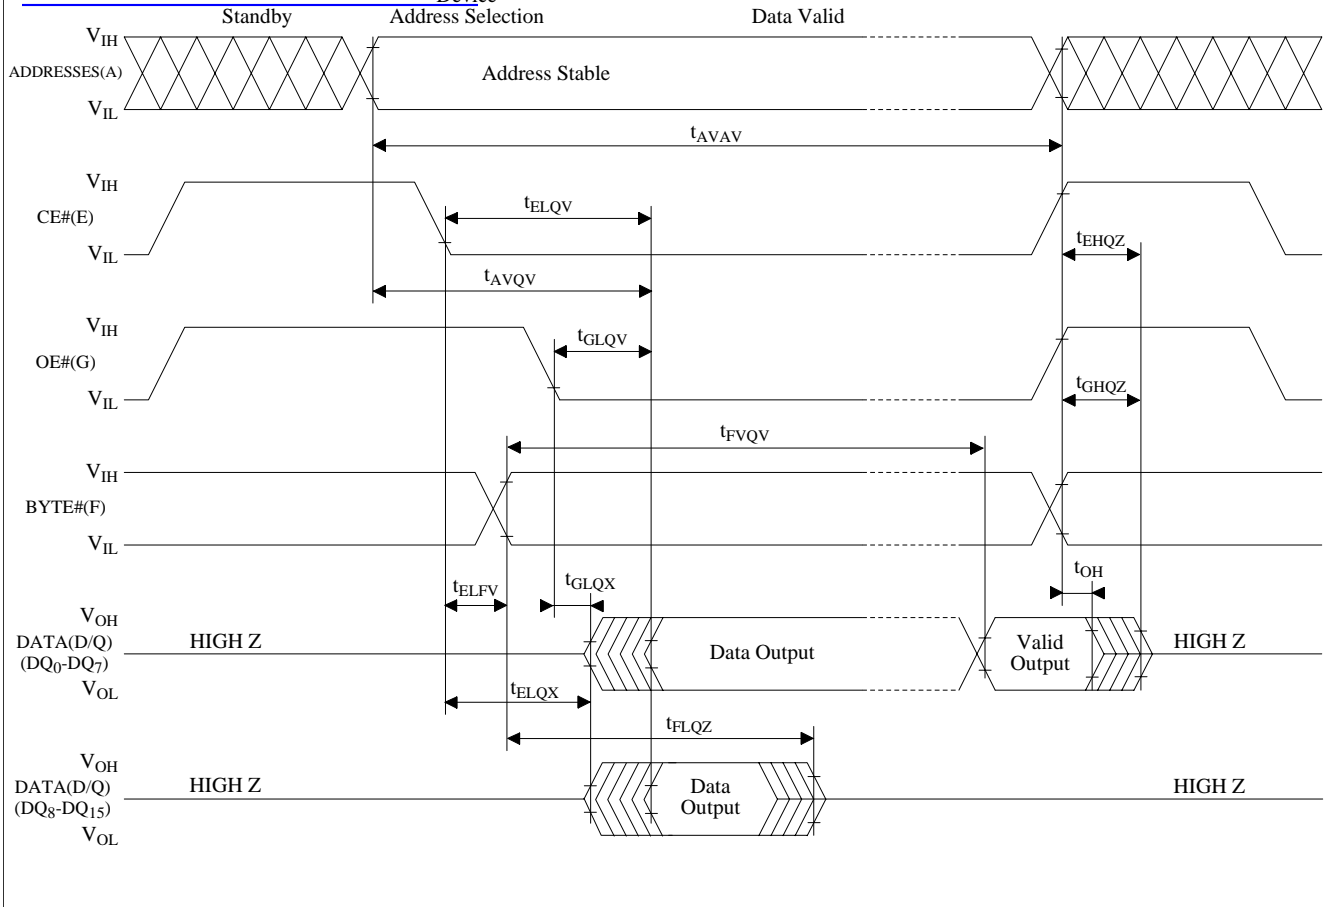 Device
Standby Address Selection Data Valid
VIH
ADDRESSES(A) Address Stable
VIL
tAVAV
VIH
CE#(E) tELQV
VIL tEHQZ
tAVQV
VIH
OE#(G) tGLQV
VIL tGHQZ
tFVQV
VIH
BYTE#(F)
VIL
tELFV tGLQX tOH
VOH
DATA(D/Q) HIGH Z Data Output Valid HIGH Z
(DQ0-DQ7) Output
VOL
tELQX
tFLQZ
VOH
DATA(D/Q) HIGH Z Data HIGH Z
(DQ8-DQ15) Output
VOL